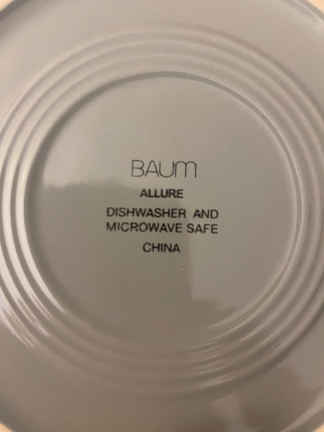 BAUM
ALLURE
DISHWASHER AND
MICROWAVE SAFE
CHINA